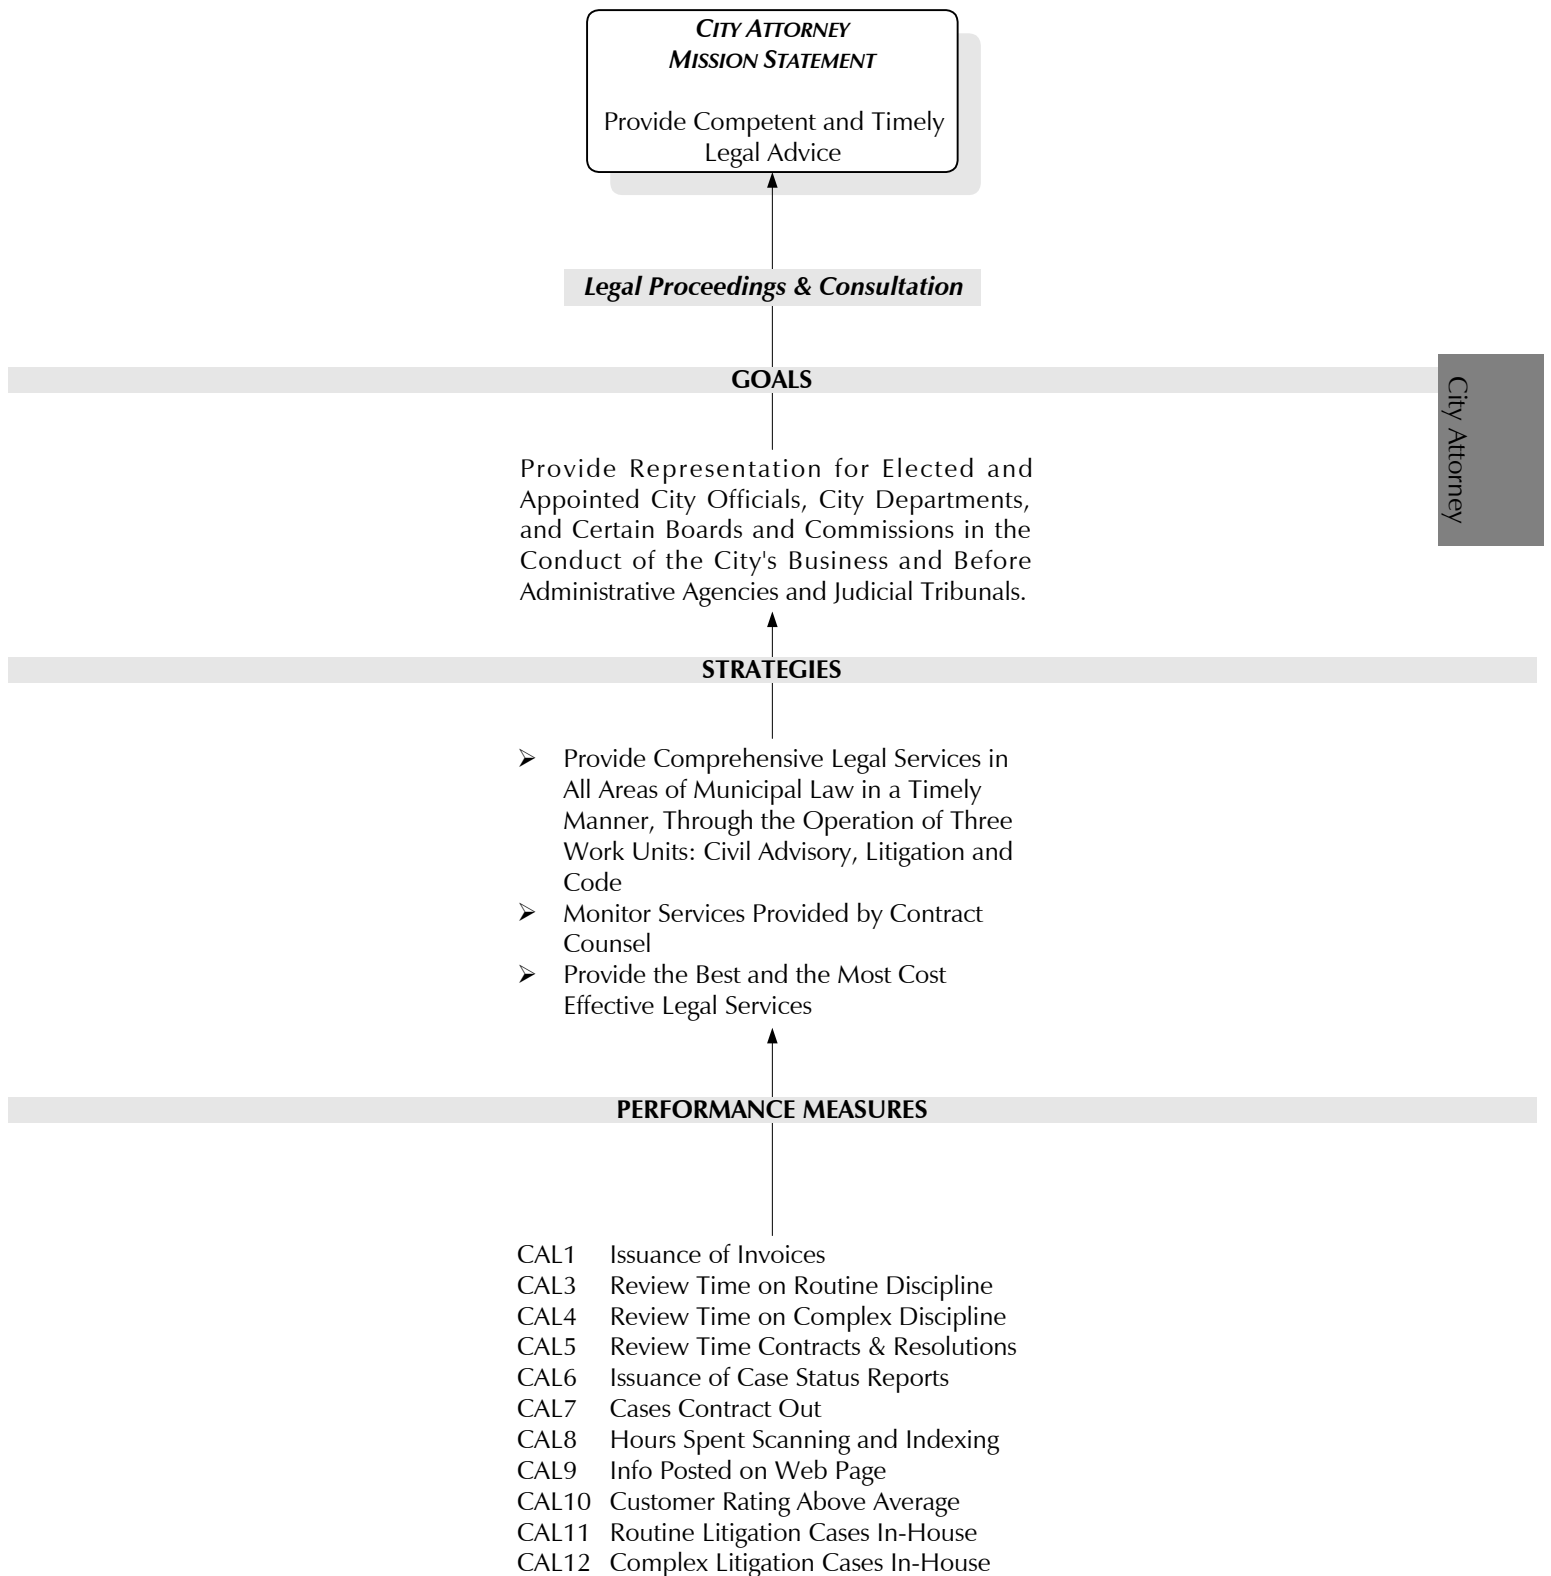 CITY ATTORNEY
MISSION STATEMENT
Provide Competent and Timely
Legal Advice
Legal Proceedings & Consultation
GOALS
City Attorney
Provide Representation for Elected and
Appointed City Officials, City Departments,
and Certain Boards and Commissions in the
Conduct of the City's Business and Before
Administrative Agencies and Judicial Tribunals.
STRATEGIES
➢ Provide Comprehensive Legal Services in
All Areas of Municipal Law in a Timely
Manner, Through the Operation of Three
Work Units: Civil Advisory, Litigation and
Code
➢ Monitor Services Provided by Contract
Counsel
➢ Provide the Best and the Most Cost
Effective Legal Services
PERFORMANCE MEASURES
CAL1 Issuance of Invoices
CAL3 Review Time on Routine Discipline
CAL4 Review Time on Complex Discipline
CAL5 Review Time Contracts & Resolutions
CAL6 Issuance of Case Status Reports
CAL7 Cases Contract Out
CAL8 Hours Spent Scanning and Indexing
CAL9 Info Posted on Web Page
CAL10 Customer Rating Above Average
CAL11 Routine Litigation Cases In-House
CAL12 Complex Litigation Cases In-House